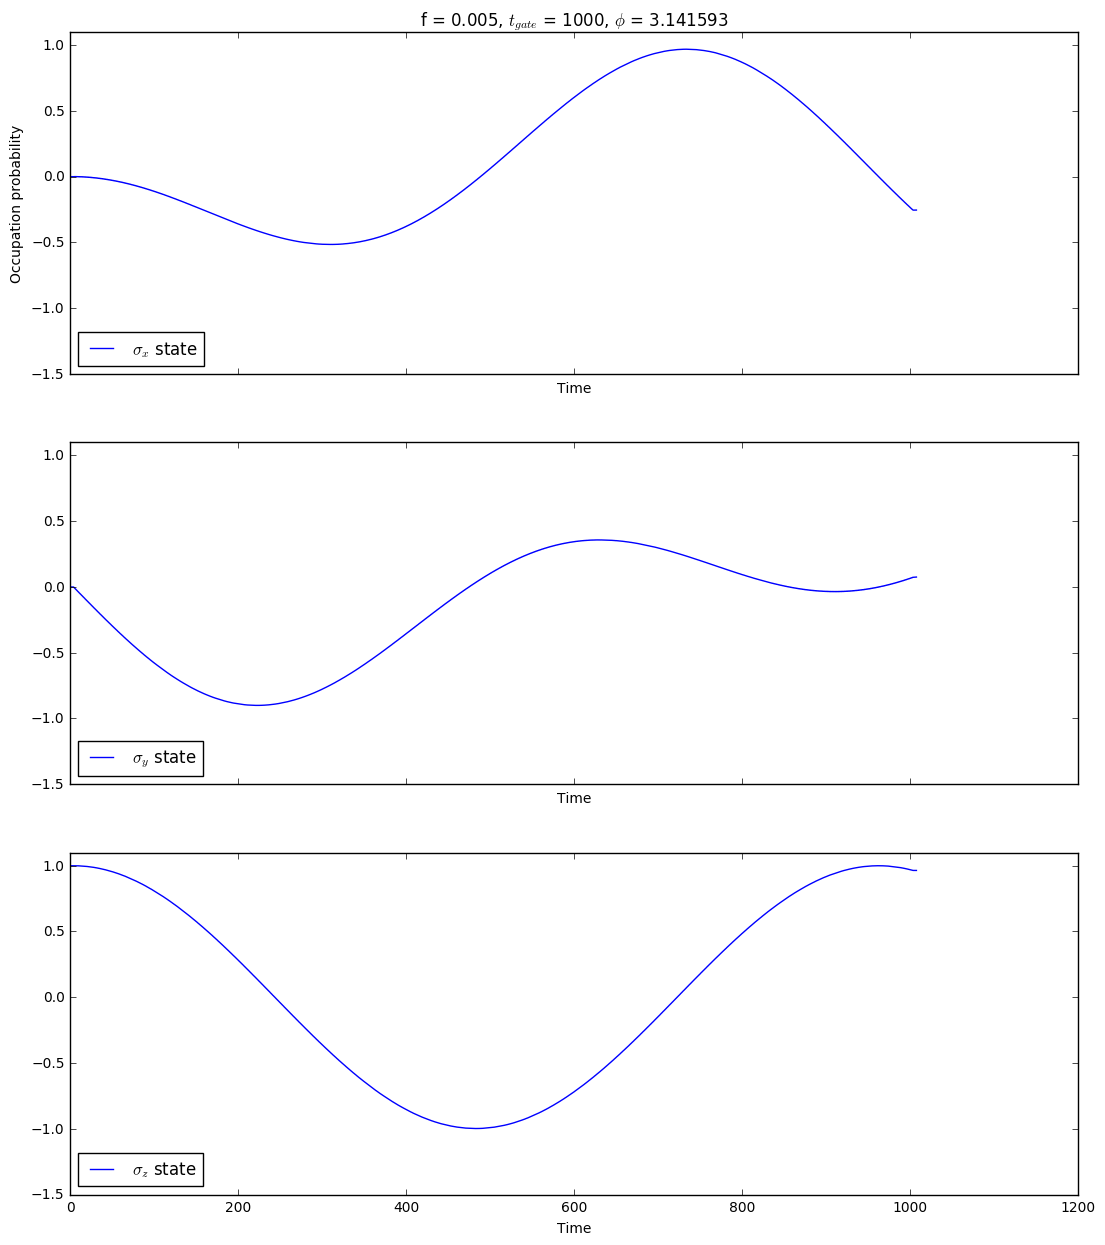 f = 0.005, t_gate = 1000, ϕ = 3.141593
1.0
0.5
0.0
−0.5
−1.0
−1.5
Occupation probability
σ_x state
Time
1.0
0.5
0.0
−0.5
−1.0
−1.5
σ_y state
Time
1.0
0.5
0.0
−0.5
−1.0
−1.5
σ_z state
0 200 400 600 800 1000 1200
Time